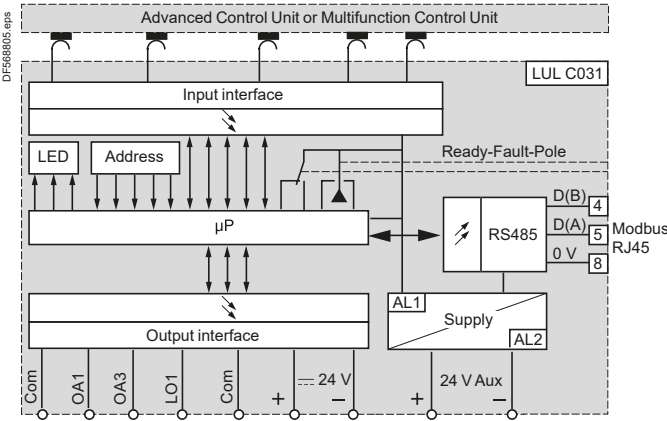 DF568805.eps
Advanced Control Unit or Multifunction Control Unit
LUL C031
Input interface
Ready-Fault-Pole
LED
Address
µP
RS485
D(B)
4
D(A)
5
0 V
8
Modbus
RJ45
AL1
Supply
AL2
Output interface
Com
OA1
OA3
LO1
Com
+
24 V
–
+
24 V Aux
–